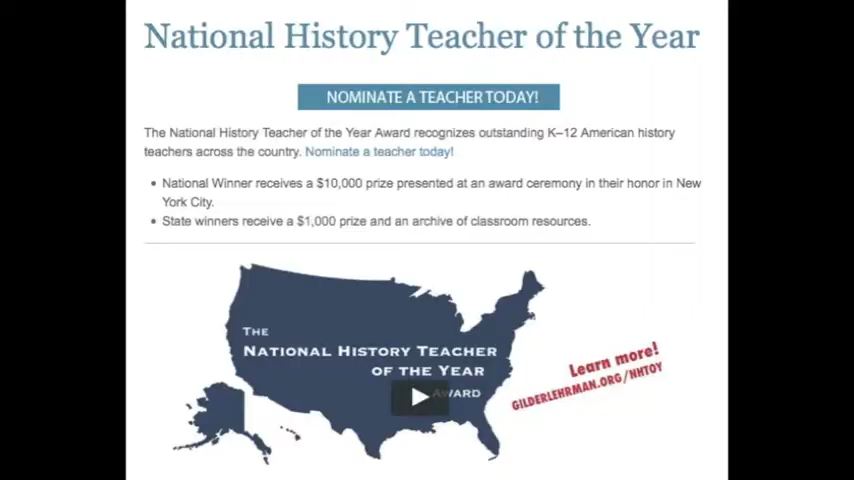 National History Teacher of the Year
NOMINATE A TEACHER TODAY!
The National History Teacher of the Year Award recognizes outstanding K–12 American history
teachers across the country. Nominate a teacher today!
• National Winner receives a $10,000 prize presented at an award ceremony in their honor in New
York City.
• State winners receive a $1,000 prize and an archive of classroom resources.
THE
NATIONAL HISTORY TEACHER
OF THE YEAR
AWARD
Learn more!
GILDERLEHRMAN.ORG/NHTOY